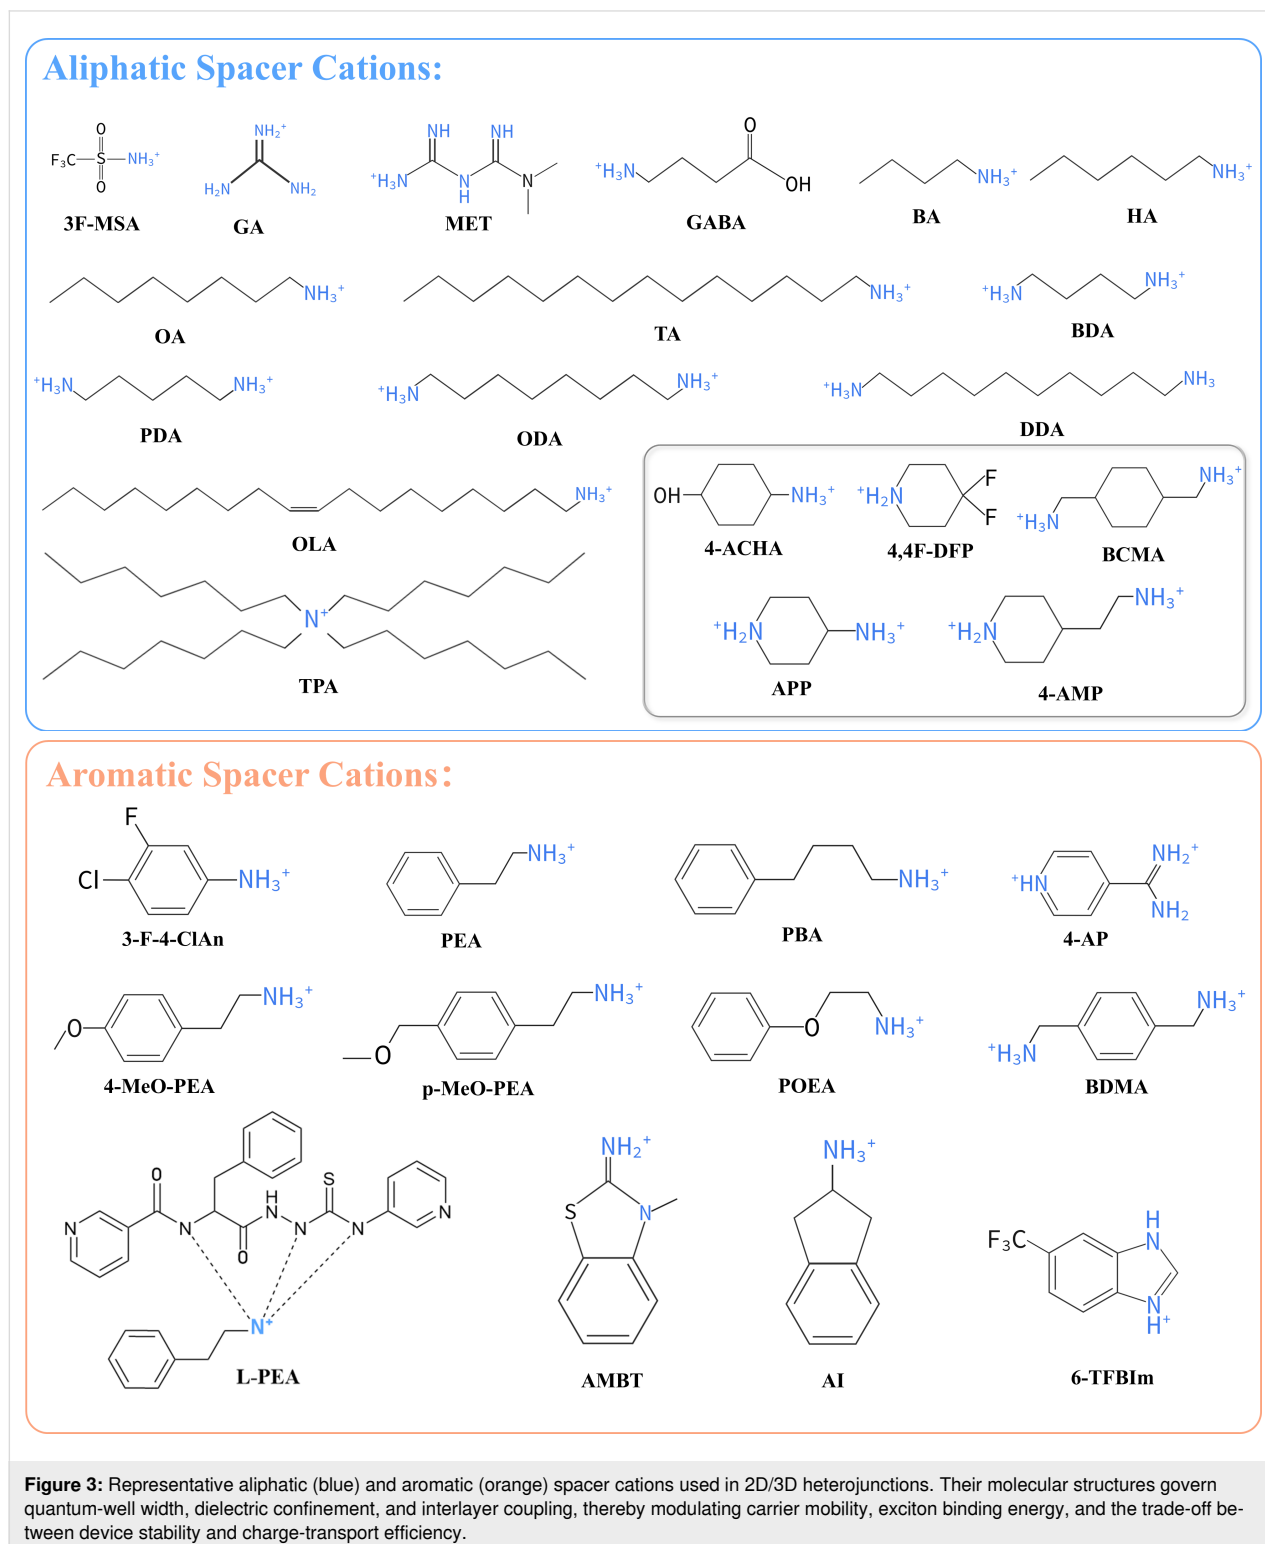 Aliphatic Spacer Cations:
O
F₃C S NH₃⁺
O
3F-MSA
NH₂⁺
H₂N NH₂
GA
NH NH
⁺H₃N N H N
MET
O
⁺H₃N OH
GABA
NH₃⁺
BA
NH₃⁺
HA
NH₃⁺
OA
NH₃⁺
TA
⁺H₃N NH₃⁺
BDA
⁺H₃N NH₃⁺
PDA
⁺H₃N NH₃⁺
ODA
⁺H₃N NH₃
DDA
NH₃⁺
OLA
N⁺
TPA
OH NH₃⁺
4-ACHA
⁺H₂N F F
4,4F-DFP
NH₃⁺
⁺H₃N
BCMA
⁺H₂N NH₃⁺
APP
⁺H₂N NH₃⁺
4-AMP
Aromatic Spacer Cations:
F
Cl NH₃⁺
3-F-4-ClAn
NH₃⁺
PEA
NH₃⁺
PBA
⁺HN NH₂⁺
NH₂
4-AP
O NH₃⁺
4-MeO-PEA
NH₃⁺
O
p-MeO-PEA
O NH₃⁺
POEA
NH₃⁺
⁺H₃N
BDMA
O S
H
N N N N N N
O
N⁺
L-PEA
NH₂⁺
S N
AMBT
NH₃⁺
AI
H
F₃C N
N
H⁺
6-TFBIm
Figure 3: Representative aliphatic (blue) and aromatic (orange) spacer cations used in 2D/3D heterojunctions. Their molecular structures govern
quantum-well width, dielectric confinement, and interlayer coupling, thereby modulating carrier mobility, exciton binding energy, and the trade-off be-
tween device stability and charge-transport efficiency.